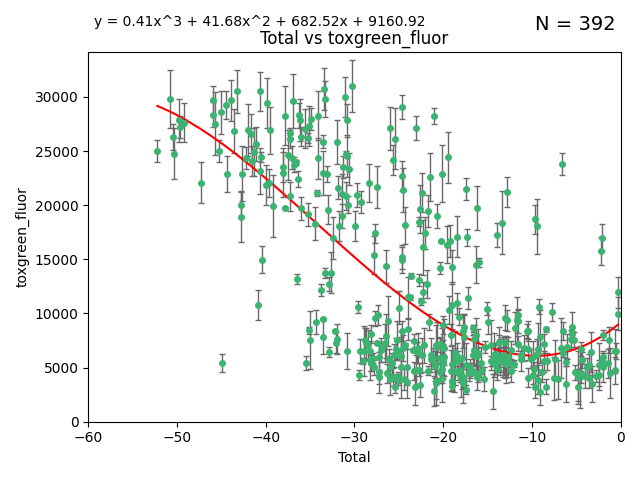 y = 0.41x^3 + 41.68x^2 + 682.52x + 9160.92
N = 392
Total vs toxgreen_fluor
toxgreen_fluor
30000
25000
20000
15000
10000
5000
0
−60
−50
−40
−30
−20
−10
0
Total